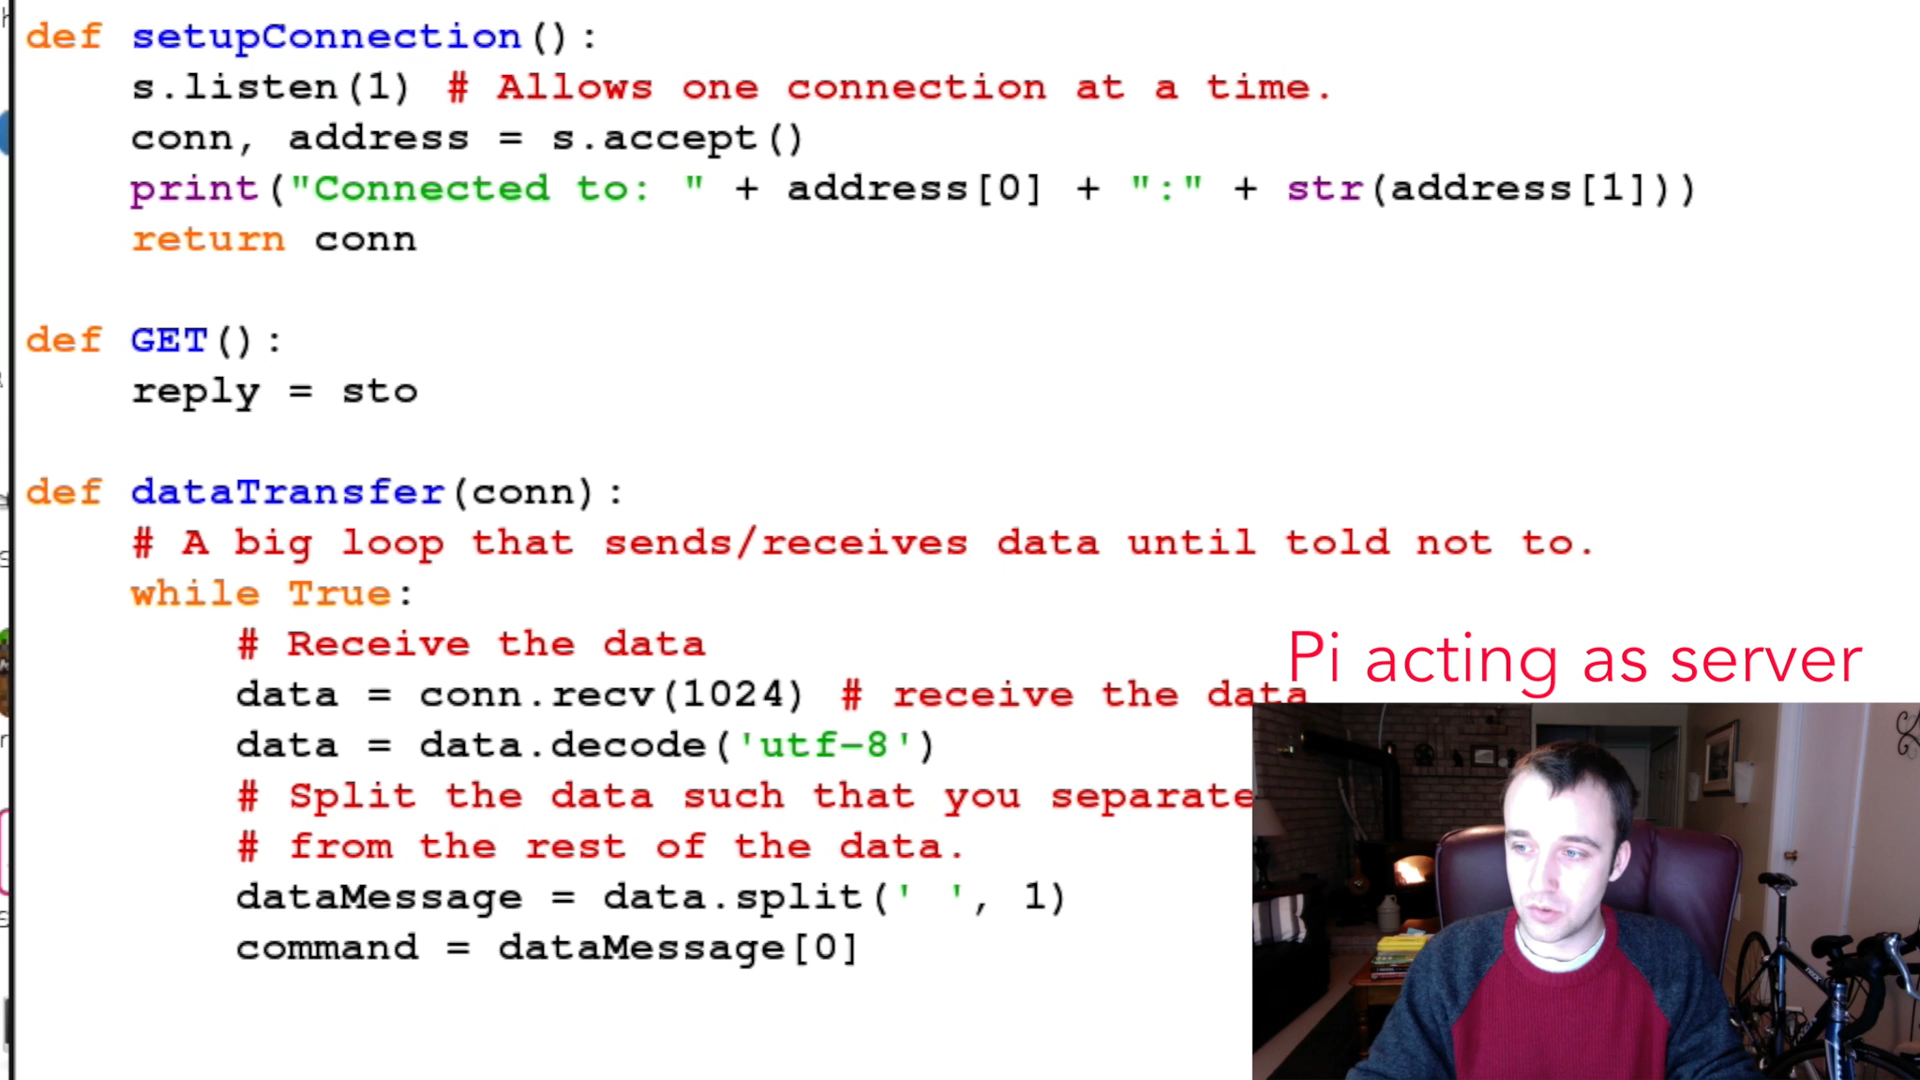 def setupConnection():
s.listen(1) # Allows one connection at a time.
conn, address = s.accept()
print("Connected to: " + address[0] + ":" + str(address[1]))
return conn
def GET():
reply = sto
def dataTransfer(conn):
# A big loop that sends/receives data until told not to.
while True:
# Receive the data
data = conn.recv(1024) # receive the data
data = data.decode('utf-8')
# Split the data such that you separate
# from the rest of the data.
dataMessage = data.split(' ', 1)
command = dataMessage[0]
Pi acting as server